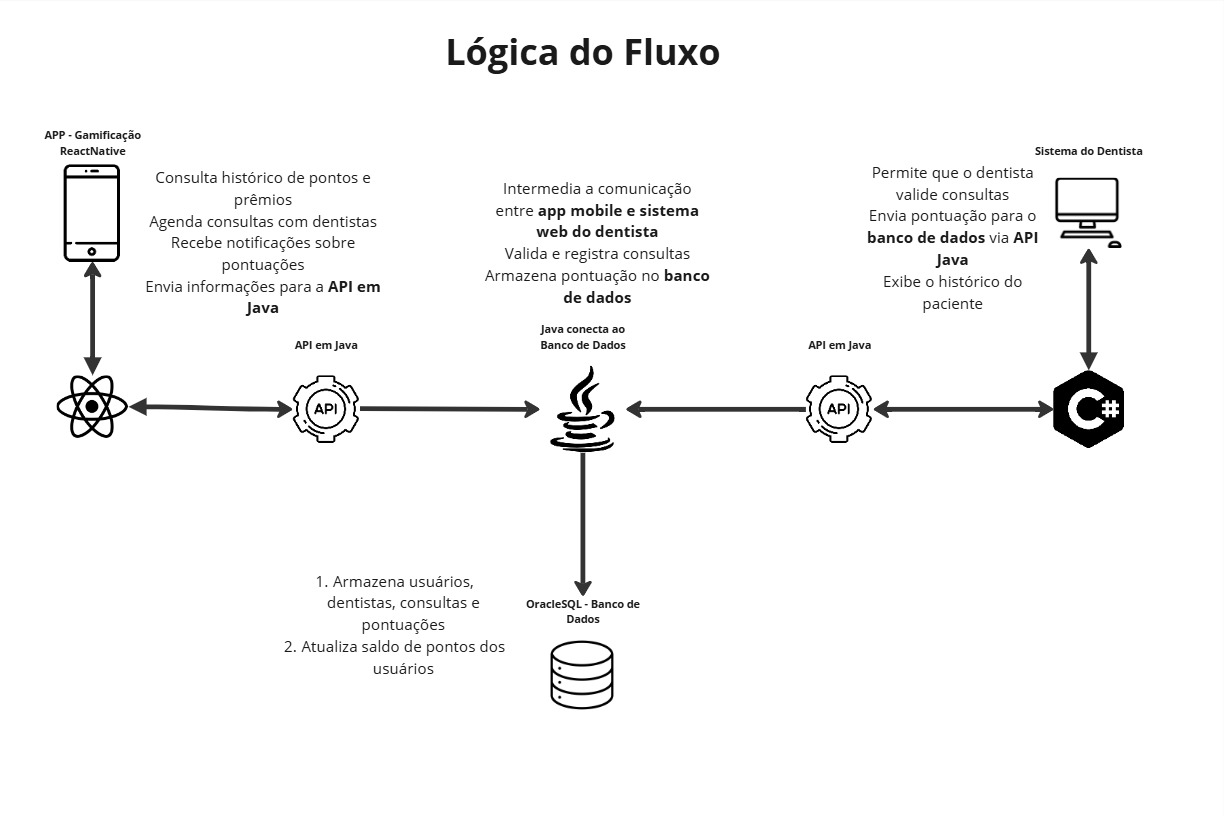 Lógica do Fluxo
APP - Gamificação
ReactNative
Consulta histórico de pontos e
prêmios
Agenda consultas com dentistas
Recebe notificações sobre
pontuações
Envia informações para a API em
Java
Intermedia a comunicação
entre app mobile e sistema
web do dentista
Valida e registra consultas
Armazena pontuação no banco
de dados
Sistema do Dentista
Permite que o dentista
valide consultas
Envia pontuação para o
banco de dados via API
Java
Exibe o histórico do
paciente
API em Java
API
Java conecta ao
Banco de Dados
API em Java
API
C#
1. Armazena usuários,
dentistas, consultas e
pontuações
2. Atualiza saldo de pontos dos
usuários
OracleSQL - Banco de
Dados